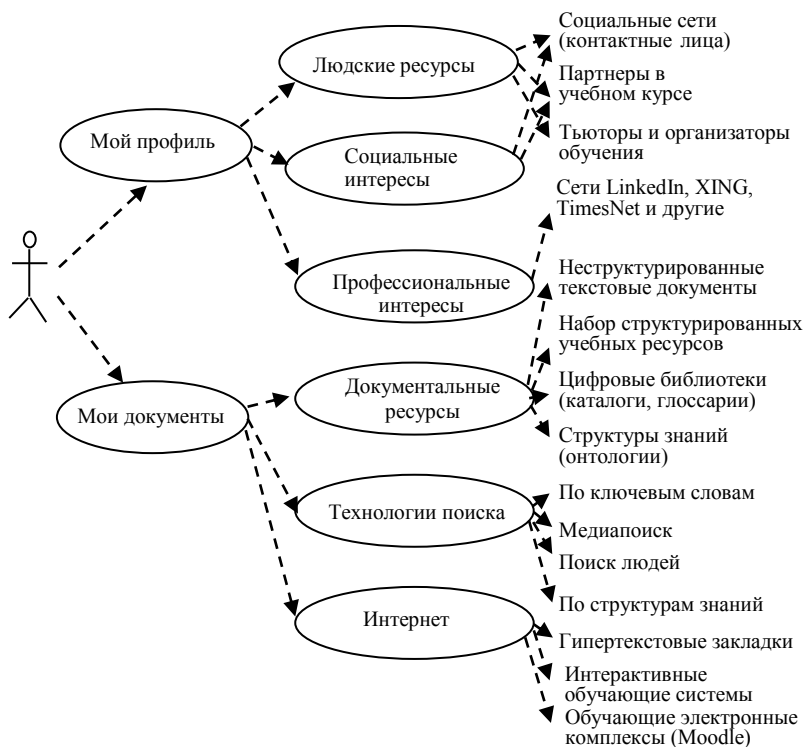 Мой профиль
Мои документы
Людские ресурсы
Социальные
интересы
Профессиональные
интересы
Документальные
ресурсы
Технологии поиска
Интернет
Социальные сети
(контактные лица)
Партнеры в
учебном курсе
Тьюторы и организаторы
обучения
Сети LinkedIn, XING,
TimesNet и другие
Неструктурированные
текстовые документы
Набор структурированных
учебных ресурсов
Цифровые библиотеки
(каталоги, глоссарии)
Структуры знаний
(онтологии)
По ключевым словам
Медиапоиск
Поиск людей
По структурам знаний
Гипертекстовые закладки
Интерактивные
обучающие системы
Обучающие электронные
комплексы (Moodle)